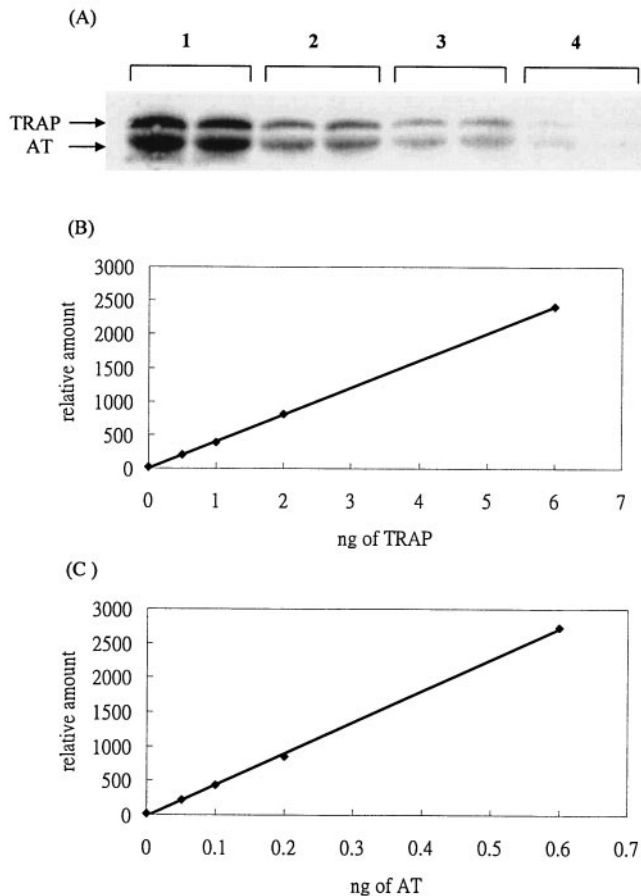 (A)
1 2 3 4
TRAP
AT
(B)
3000
2500
2000
1500
1000
500
0
relative amount
0 1 2 3 4 5 6 7
ng of TRAP
(C )
3000
2500
2000
1500
1000
500
0
relative amount
0 0.1 0.2 0.3 0.4 0.5 0.6 0.7
ng of AT